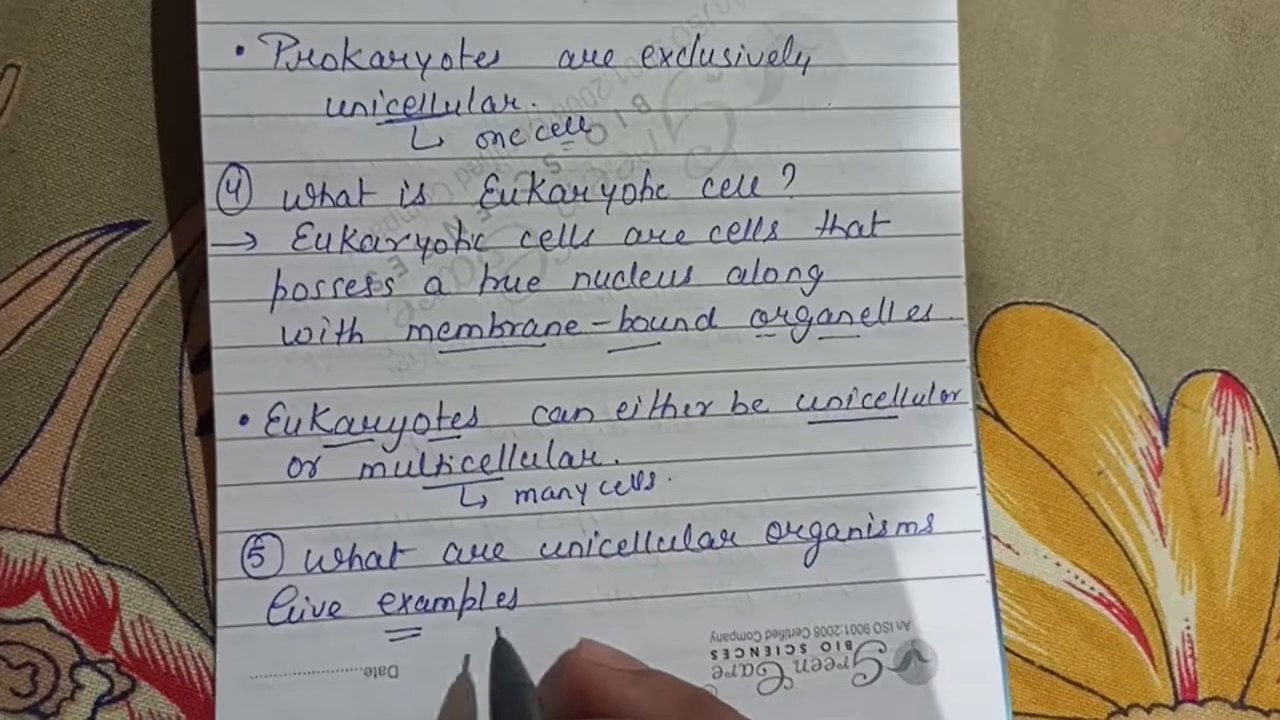 • Prokaryotes are exclusively
unicellular.
↳ one cell
④ what is Eukaryotic cell?
→ Eukaryotic cells are cells that
possess a true nucleus along
with membrane-bound organelles.
• Eukaryotes can either be unicellular
or multicellular.
↳ many cells.
⑤ what are unicellular organisms
Give examples
An ISO 9001:2008 Certified Company
Green Care
BIO SCIENCES
Date